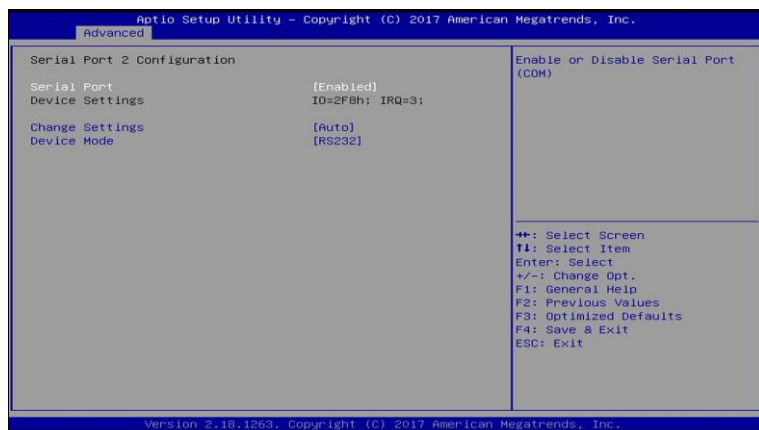 Aptio Setup Utility – Copyright (C) 2017 American Megatrends, Inc.
Advanced
Serial Port 2 Configuration
Serial Port [Enabled]
Device Settings IO=2F8h; IRQ=3;
Change Settings [Auto]
Device Mode [RS232]
Enable or Disable Serial Port
(COM)
→←: Select Screen
↑↓: Select Item
Enter: Select
+/-: Change Opt.
F1: General Help
F2: Previous Values
F3: Optimized Defaults
F4: Save & Exit
ESC: Exit
Version 2.18.1263. Copyright (C) 2017 American Megatrends, Inc.